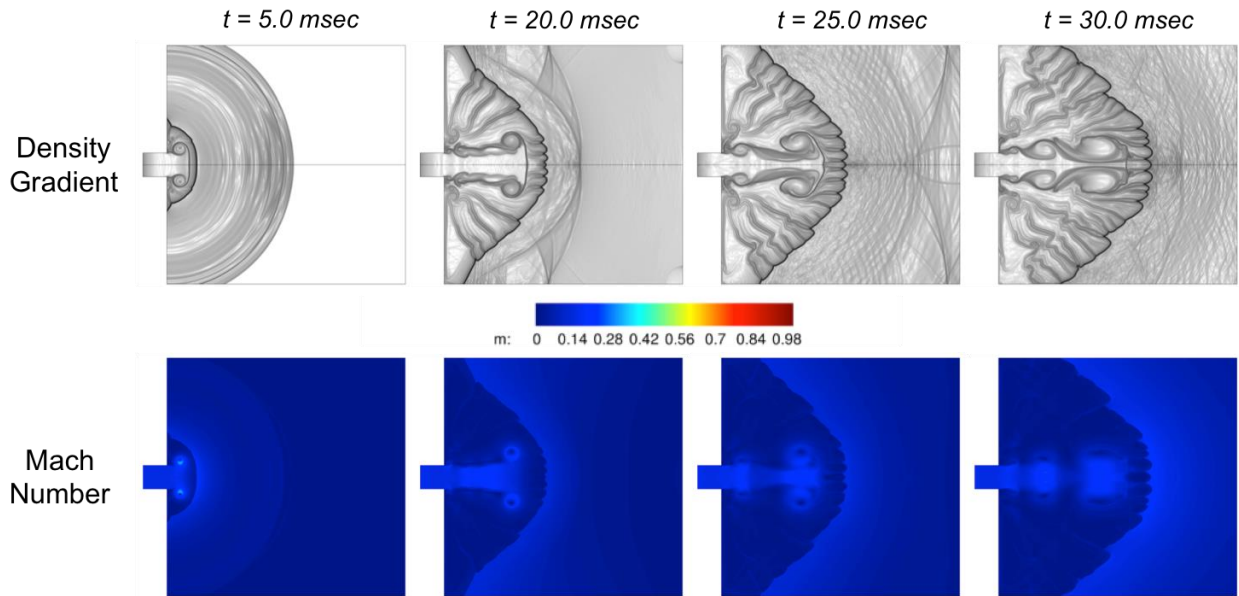 t = 5.0 msec
t = 20.0 msec
t = 25.0 msec
t = 30.0 msec
Density
Gradient
m: 0 0.14 0.28 0.42 0.56 0.7 0.84 0.98
Mach
Number